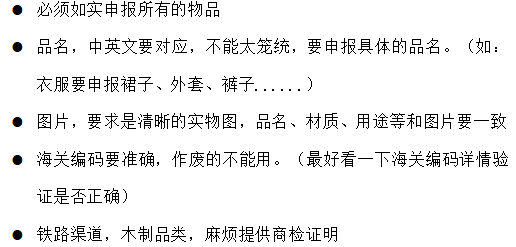 ● 必须如实申报所有的物品
● 品名，中英文要对应，不能太笼统，要申报具体的品名。（如：
衣服要申报裙子、外套、裤子......）
● 图片，要求是清晰的实物图，品名、材质、用途等和图片要一致
● 海关编码要准确，作废的不能用。（最好看一下海关编码详情验
证是否正确）
● 铁路渠道，木制品类，麻烦提供商检证明